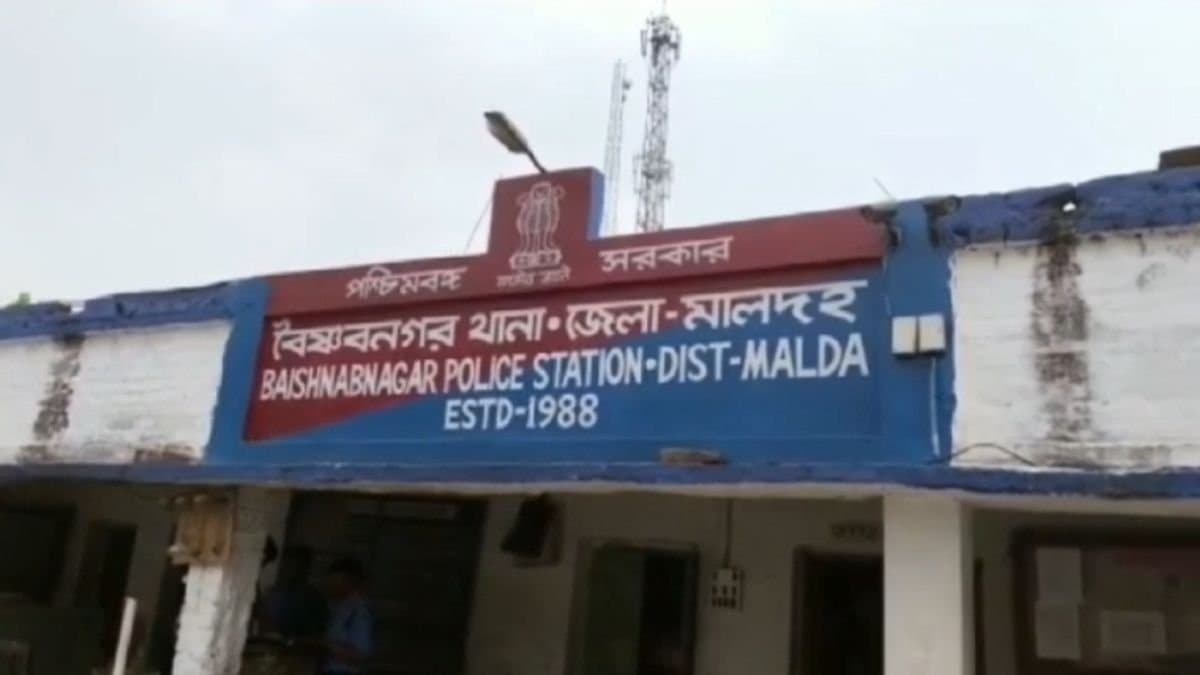 পশ্চিমবঙ্গ সরকার
বৈষ্ণবনগর থানা•জেলা-মালদহ
BAISHNABNAGAR POLICE STATION•DIST-MALDA
ESTD-1988